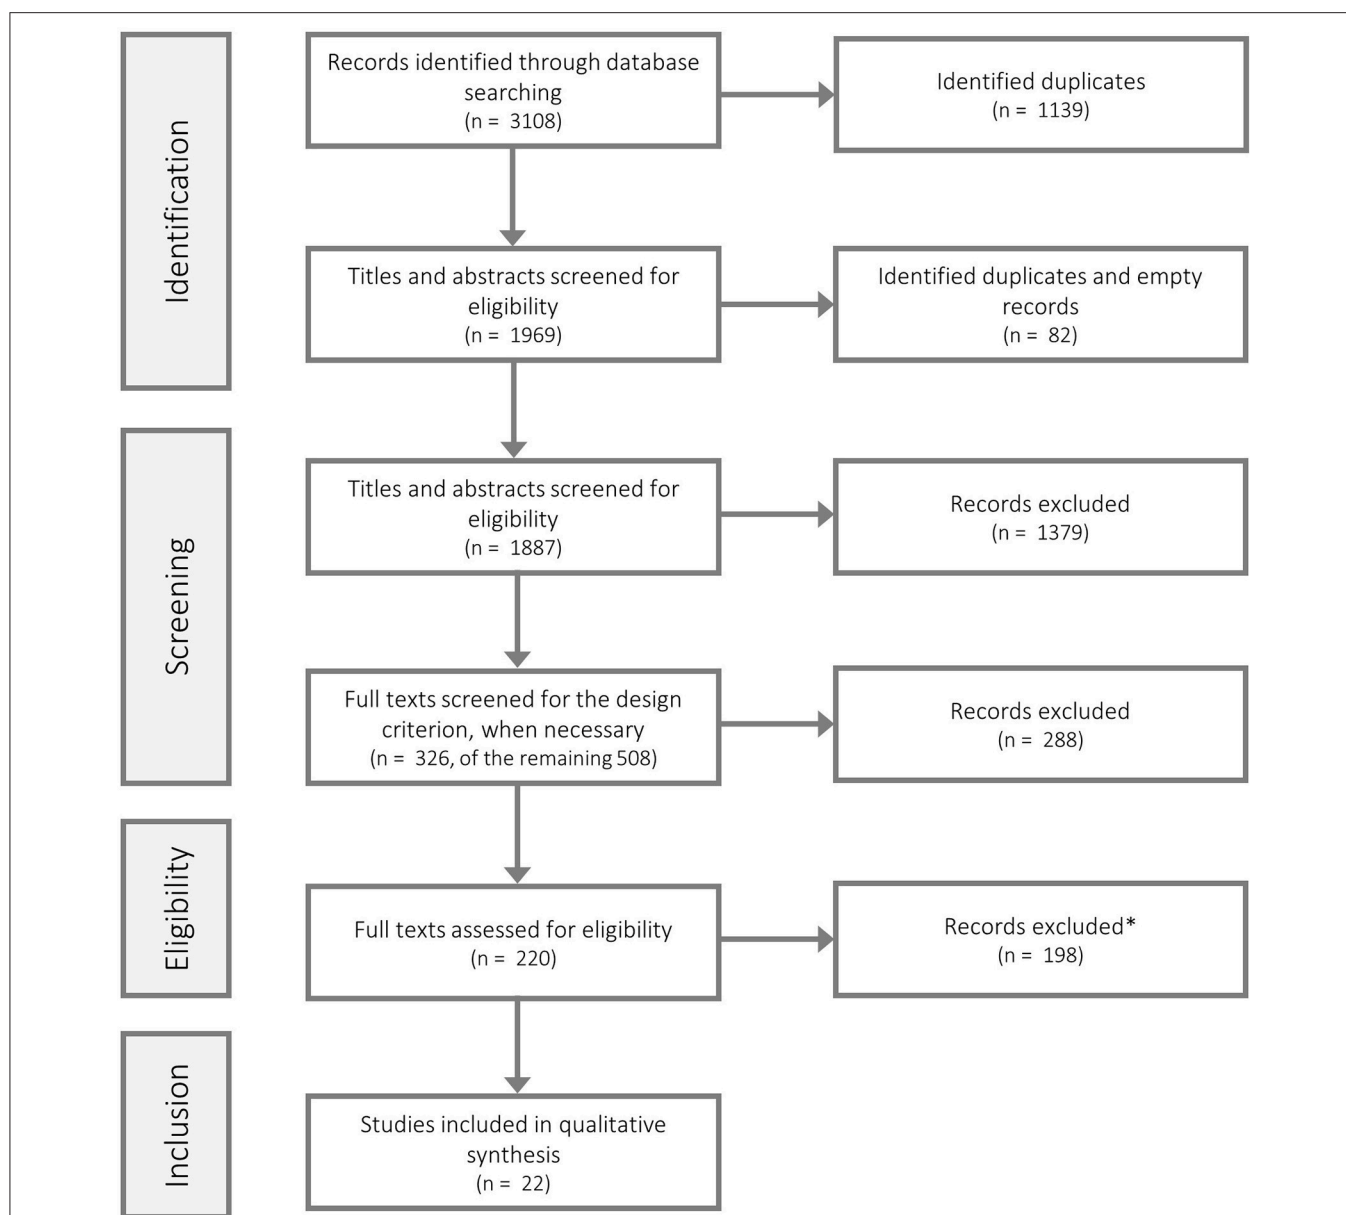 Identification
Records identified through database
searching
(n = 3108)
Identified duplicates
(n = 1139)
Titles and abstracts screened for
eligibility
(n = 1969)
Identified duplicates and empty
records
(n = 82)
Screening
Titles and abstracts screened for
eligibility
(n = 1887)
Records excluded
(n = 1379)
Full texts screened for the design
criterion, when necessary
(n = 326, of the remaining 508)
Records excluded
(n = 288)
Eligibility
Full texts assessed for eligibility
(n = 220)
Records excluded*
(n = 198)
Inclusion
Studies included in qualitative
synthesis
(n = 22)